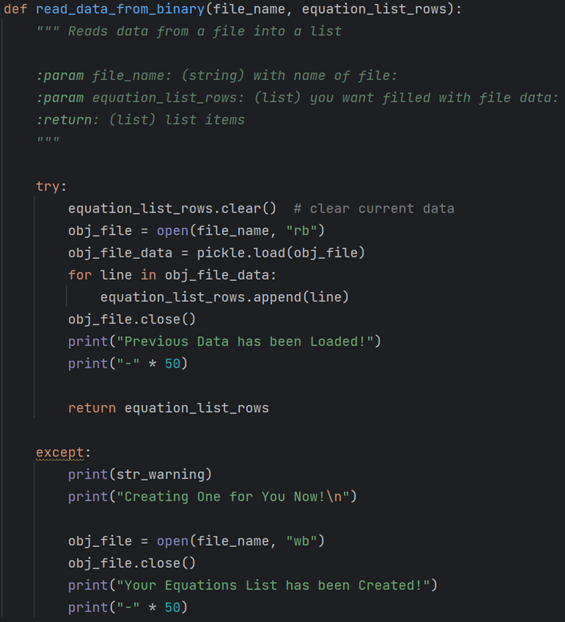 def read_data_from_binary(file_name, equation_list_rows):
    """ Reads data from a file into a list

    :param file_name: (string) with name of file:
    :param equation_list_rows: (list) you want filled with file data:
    :return: (list) list items
    """

    try:
        equation_list_rows.clear()  # clear current data
        obj_file = open(file_name, "rb")
        obj_file_data = pickle.load(obj_file)
        for line in obj_file_data:
            equation_list_rows.append(line)
        obj_file.close()
        print("Previous Data has been Loaded!")
        print("-" * 50)

        return equation_list_rows

    except:
        print(str_warning)
        print("Creating One for You Now!\n")

        obj_file = open(file_name, "wb")
        obj_file.close()
        print("Your Equations List has been Created!")
        print("-" * 50)